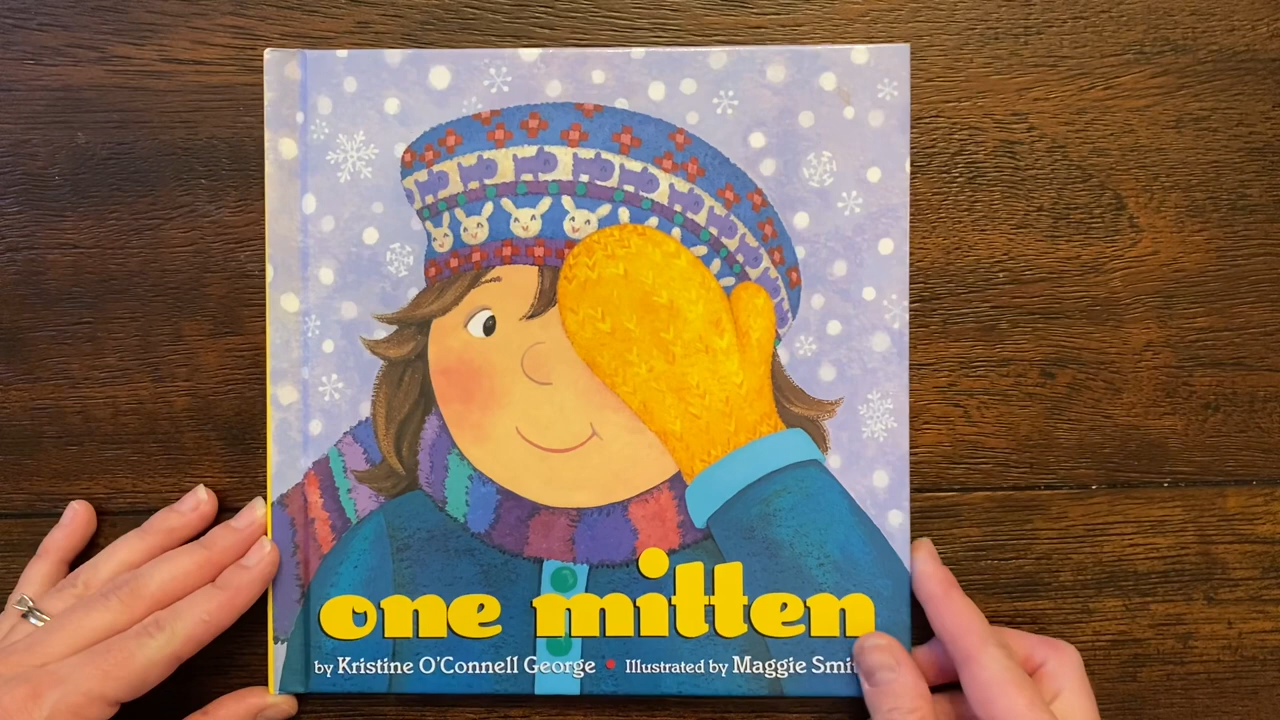 one mitten
by Kristine O'Connell George • Illustrated by Maggie